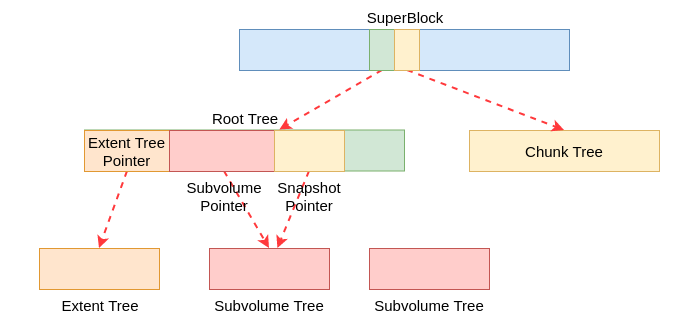 SuperBlock
Root Tree
Extent Tree
Pointer
Chunk Tree
Subvolume
Pointer
Snapshot
Pointer
Extent Tree
Subvolume Tree
Subvolume Tree